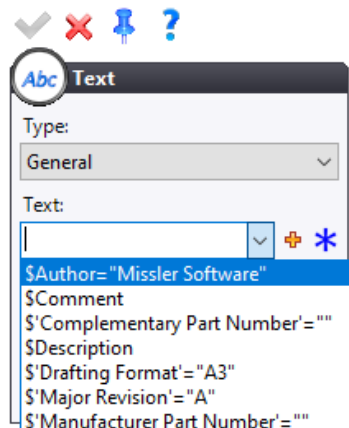 Abc Text
Type:
General
Text:
$Author="Missler Software"
$Comment
$'Complementary Part Number'=""
$Description
$'Drafting Format'="A3"
$'Major Revision'="A"
$'Manufacturer Part Number'=""